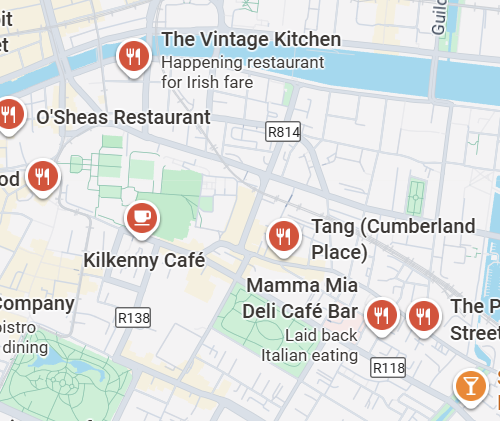 pit
et
Guild
The Vintage Kitchen
Happening restaurant
for Irish fare
O'Sheas Restaurant
R814
od
Tang (Cumberland
Place)
Kilkenny Café
Mamma Mia
Deli Café Bar
Laid back
Italian eating
Company
bistro
dining
R138
The P
Street
R118